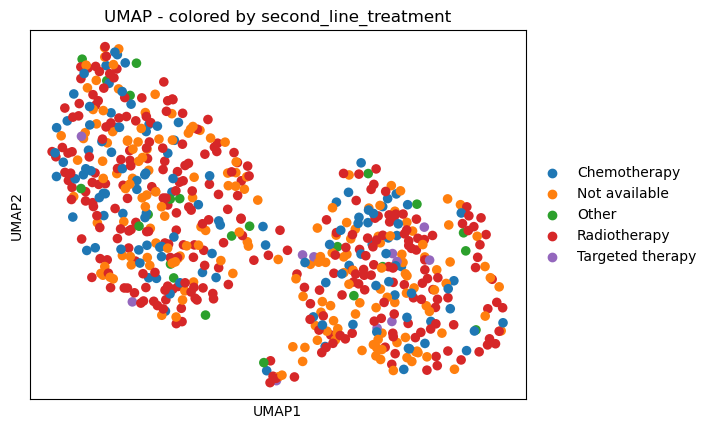 UMAP - colored by second_line_treatment
UMAP2
UMAP1
Chemotherapy
Not available
Other
Radiotherapy
Targeted therapy